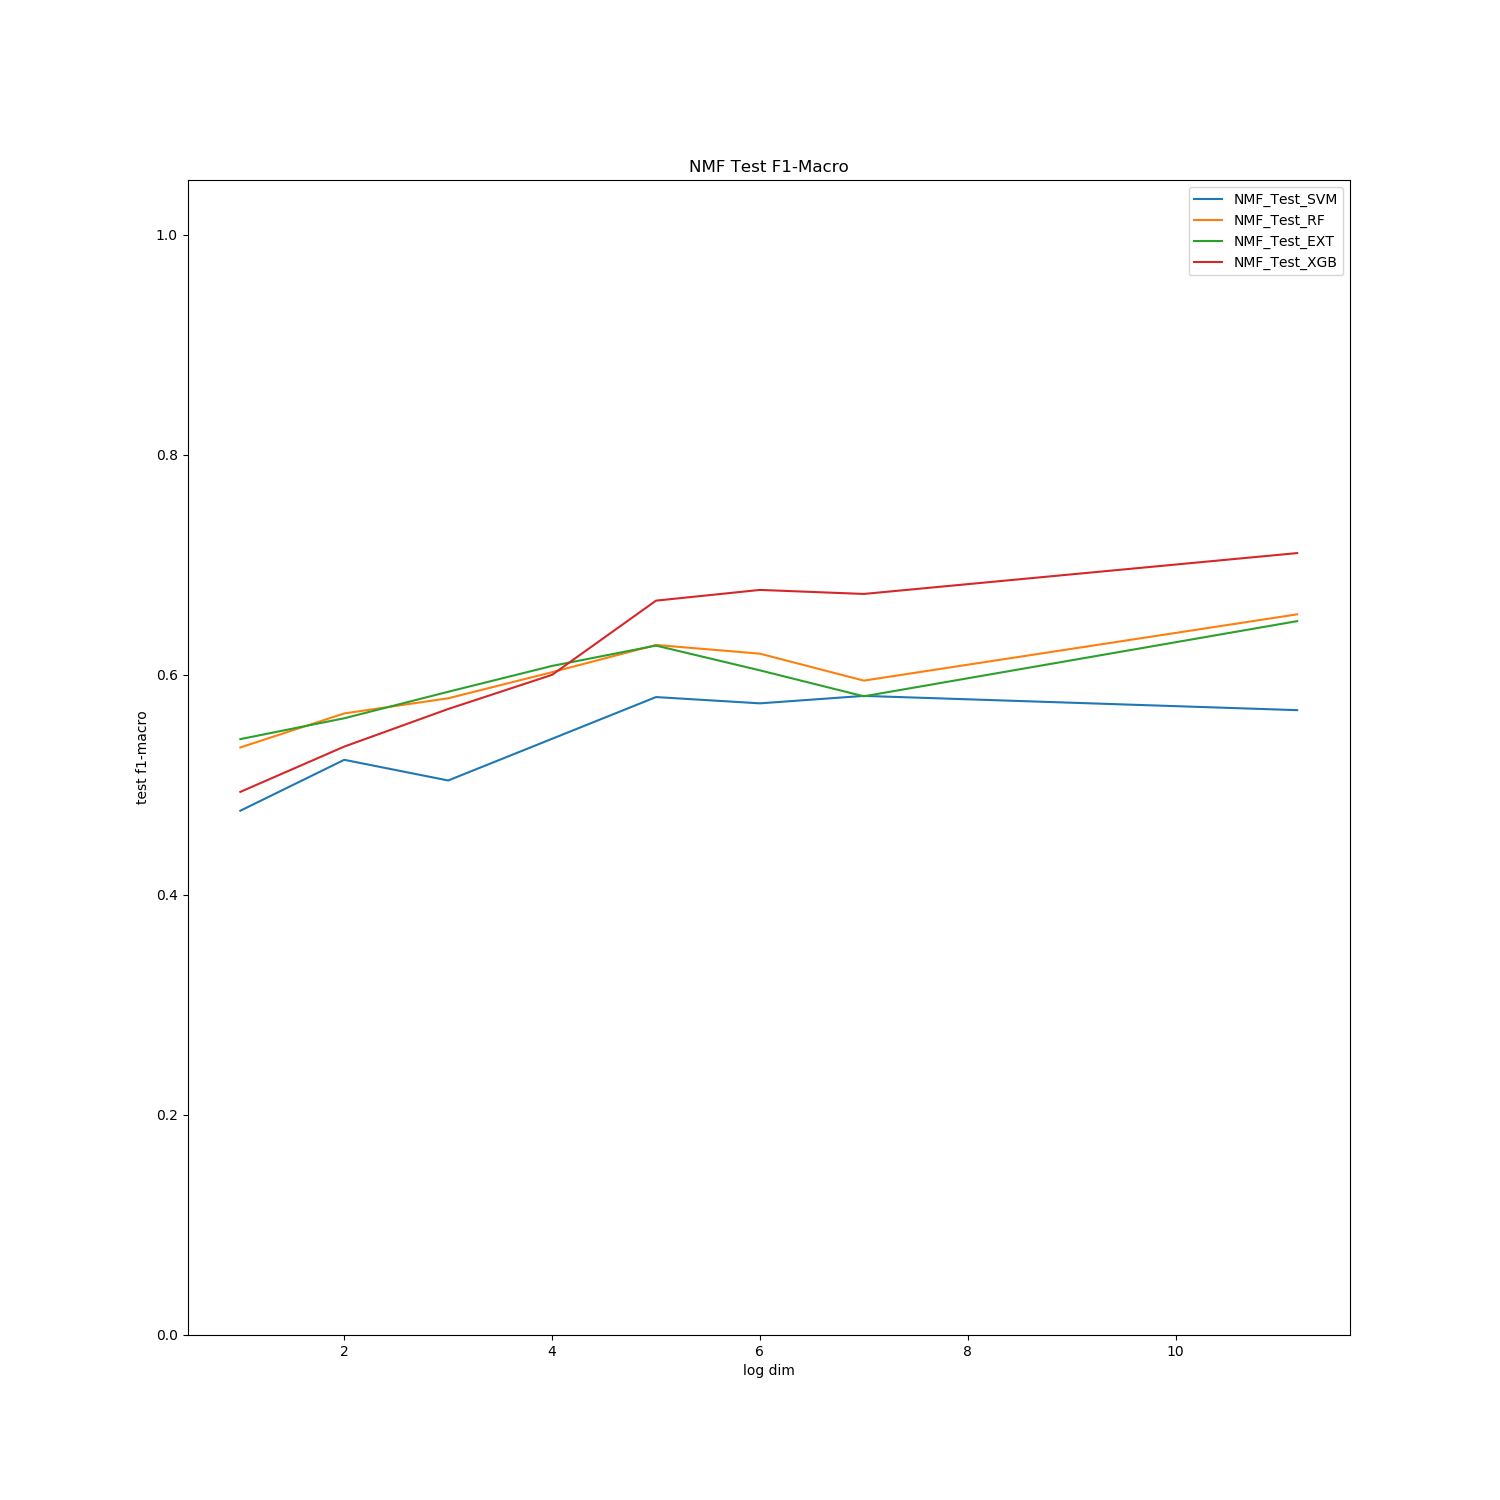 NMF Test F1-Macro
NMF_Test_SVM
NMF_Test_RF
NMF_Test_EXT
NMF_Test_XGB
1.0
0.8
0.6
0.4
0.2
0.0
test f1-macro
2 4 6 8 10
log dim